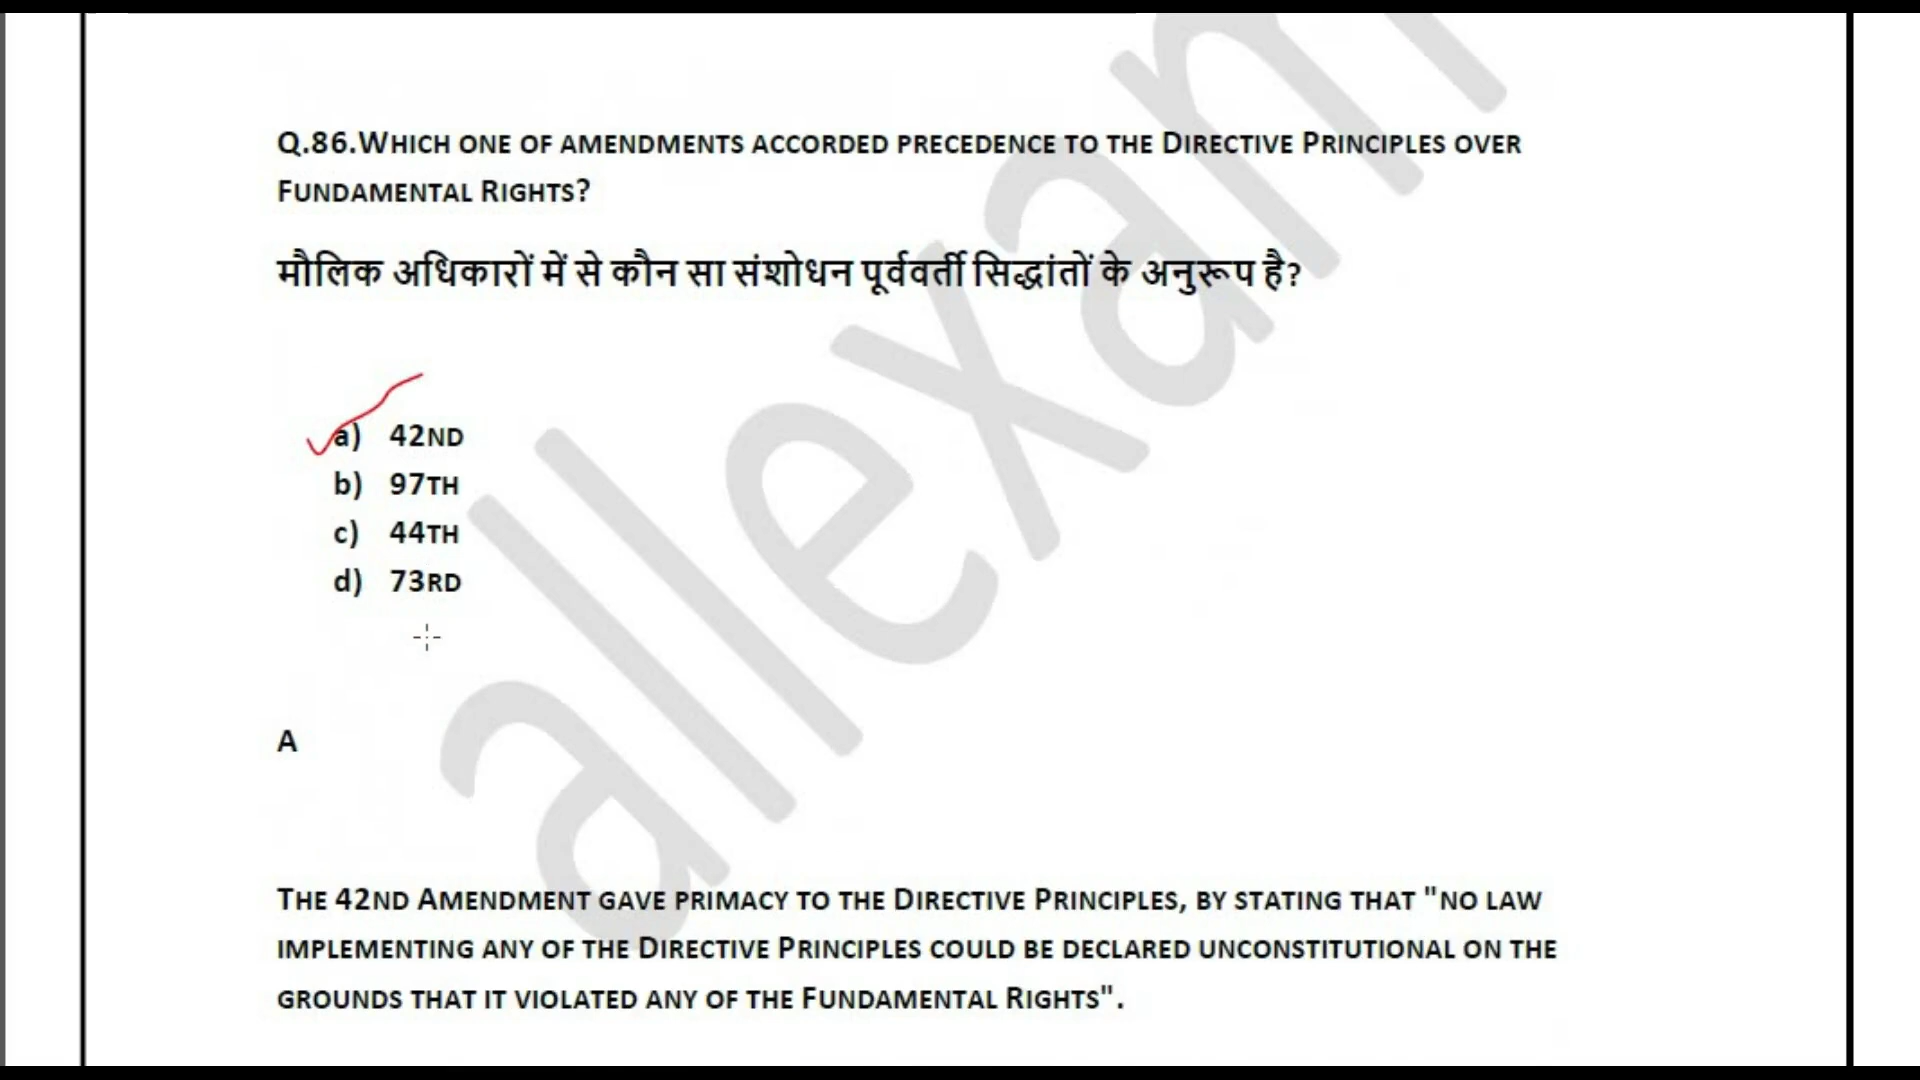 Q.86.WHICH ONE OF AMENDMENTS ACCORDED PRECEDENCE TO THE DIRECTIVE PRINCIPLES OVER
FUNDAMENTAL RIGHTS?
मौलिक अधिकारों में से कौन सा संशोधन पूर्ववर्ती सिद्धांतों के अनुरूप है?
a) 42ND
b) 97TH
c) 44TH
d) 73RD
A
THE 42ND AMENDMENT GAVE PRIMACY TO THE DIRECTIVE PRINCIPLES, BY STATING THAT "NO LAW
IMPLEMENTING ANY OF THE DIRECTIVE PRINCIPLES COULD BE DECLARED UNCONSTITUTIONAL ON THE
GROUNDS THAT IT VIOLATED ANY OF THE FUNDAMENTAL RIGHTS".
allexam